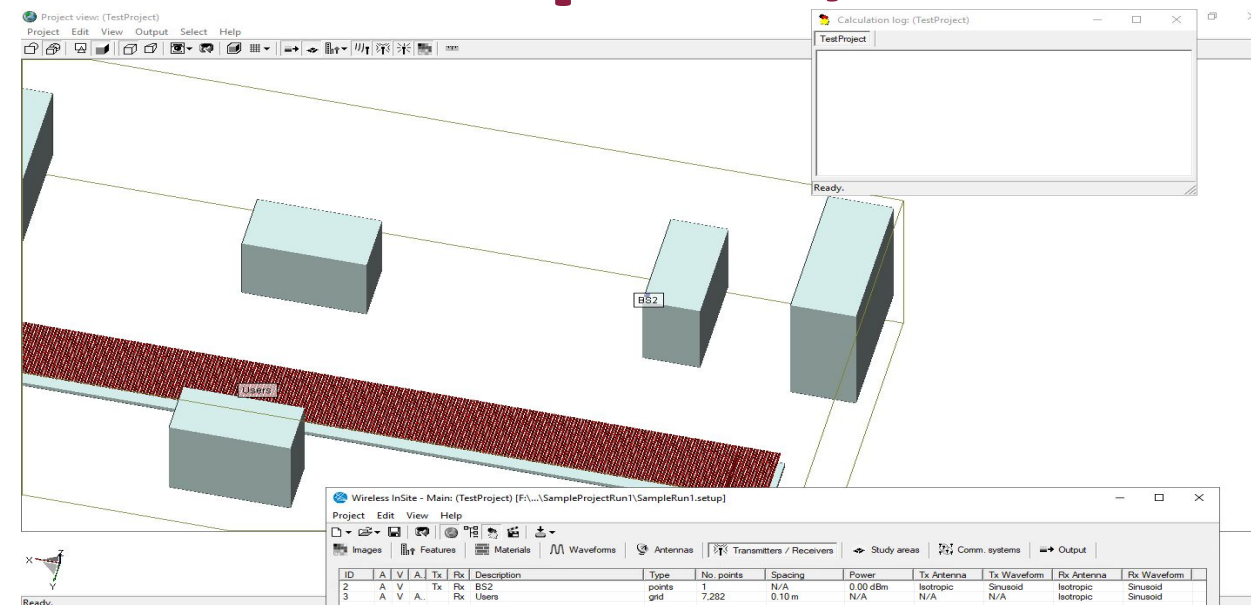 Project view: (TestProject)
Project Edit View Output Select Help
Calculation log: (TestProject)
TestProject
Ready.
BS2
Users
Wireless InSite - Main: (TestProject) [F:\...\SampleProjectRun1\SampleRun1.setup]
Project Edit View Help
Images Features Materials Waveforms Antennas Transmitters / Receivers Study areas Comm. systems Output
ID A V A.. Tx Rx Description Type No. points Spacing Power Tx Antenna Tx Waveform Rx Antenna Rx Waveform
2 A V Tx Rx BS2 points 1 N/A 0.00 dBm Isotropic Sinusoid Isotropic Sinusoid
3 A V A.. Rx Users grid 7,282 0.10 m N/A N/A N/A Isotropic Sinusoid
X Z
Y
Ready.